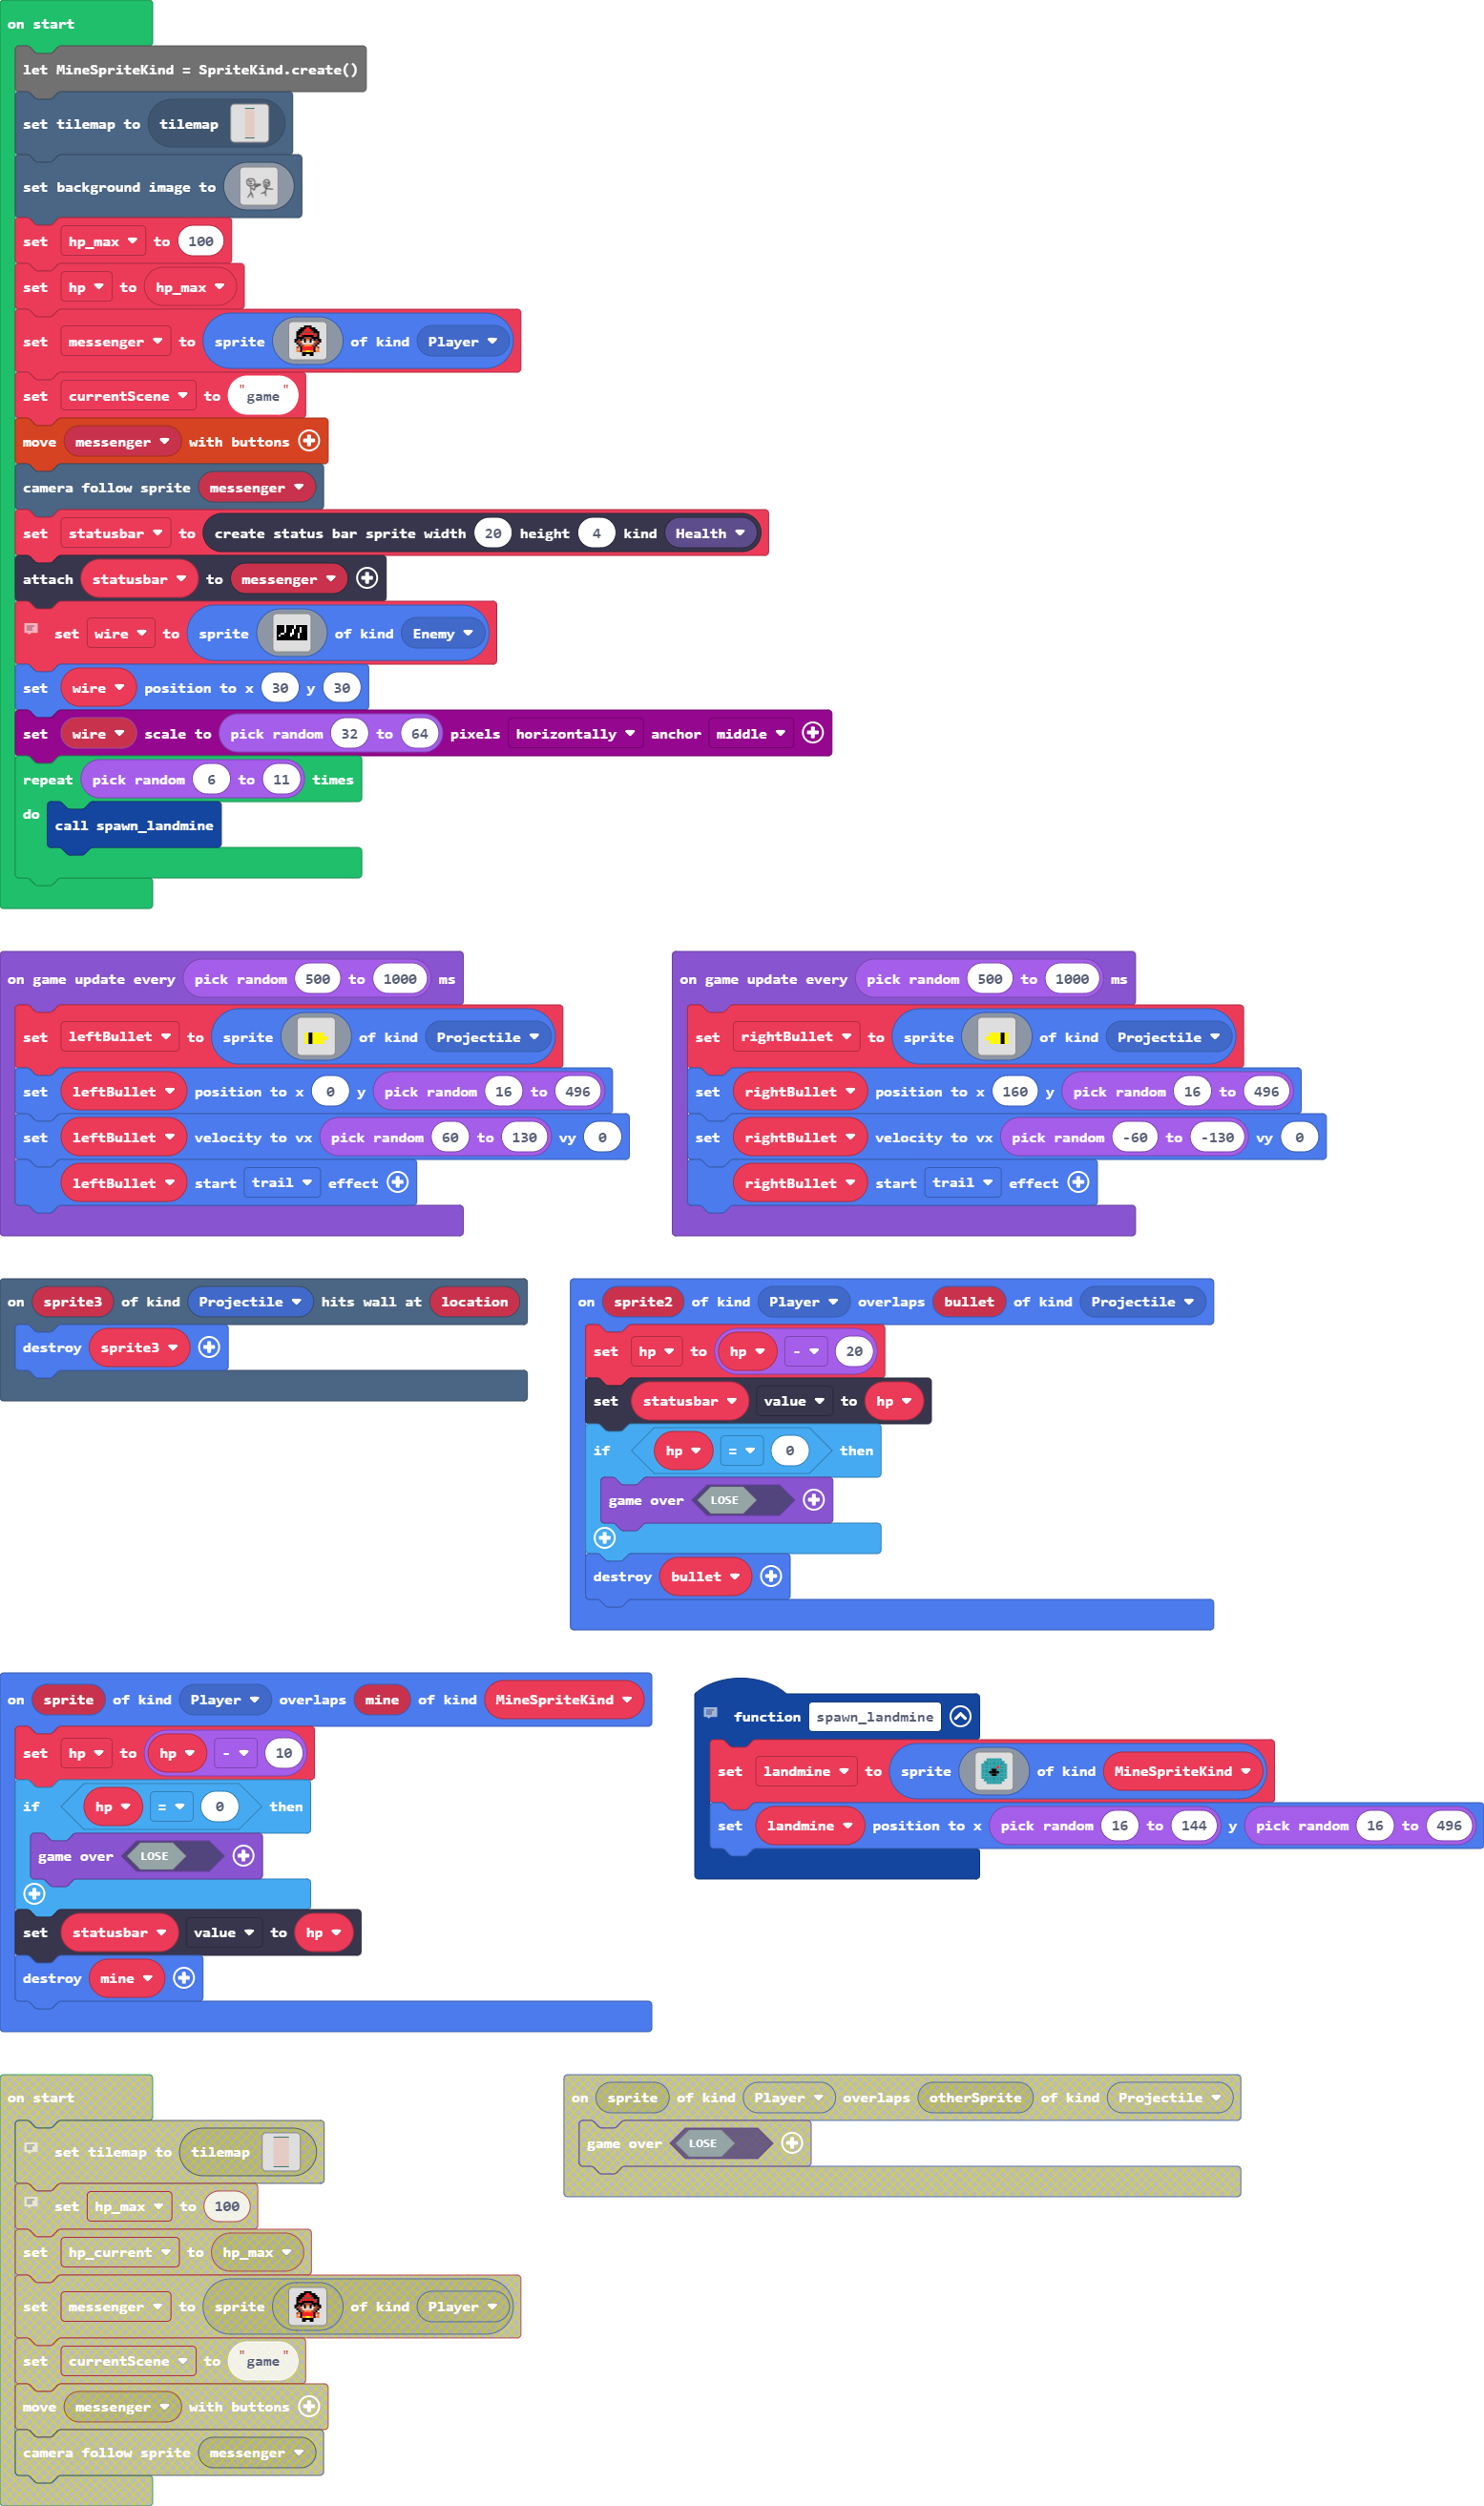 on start
let MineSpriteKind = SpriteKind.create()
set tilemap to tilemap
set background image to
set hp_max to 100
set hp to hp_max
set messenger to sprite of kind Player
set currentScene to "game"
move messenger with buttons
camera follow sprite messenger
set statusbar to create status bar sprite width 20 height 4 kind Health
attach statusbar to messenger
set wire to sprite of kind Enemy
set wire position to x 30 y 30
set wire scale to pick random 32 to 64 pixels horizontally anchor middle
repeat pick random 6 to 11 times
do
call spawn_landmine
on game update every pick random 500 to 1000 ms
set leftBullet to sprite of kind Projectile
set leftBullet position to x 0 y pick random 16 to 496
set leftBullet velocity to vx pick random 60 to 130 vy 0
leftBullet start trail effect
on game update every pick random 500 to 1000 ms
set rightBullet to sprite of kind Projectile
set rightBullet position to x 160 y pick random 16 to 496
set rightBullet velocity to vx pick random -60 to -130 vy 0
rightBullet start trail effect
on sprite3 of kind Projectile hits wall at location
destroy sprite3
on sprite2 of kind Player overlaps bullet of kind Projectile
set hp to hp - 20
set statusbar value to hp
if hp = 0 then
game over LOSE
destroy bullet
on sprite of kind Player overlaps mine of kind MineSpriteKind
set hp to hp - 10
if hp = 0 then
game over LOSE
set statusbar value to hp
destroy mine
function spawn_landmine
set landmine to sprite of kind MineSpriteKind
set landmine position to x pick random 16 to 144 y pick random 16 to 496
on start
set tilemap to tilemap
set hp_max to 100
set hp_current to hp_max
set messenger to sprite of kind Player
set currentScene to "game"
move messenger with buttons
camera follow sprite messenger
on sprite of kind Player overlaps otherSprite of kind Projectile
game over LOSE